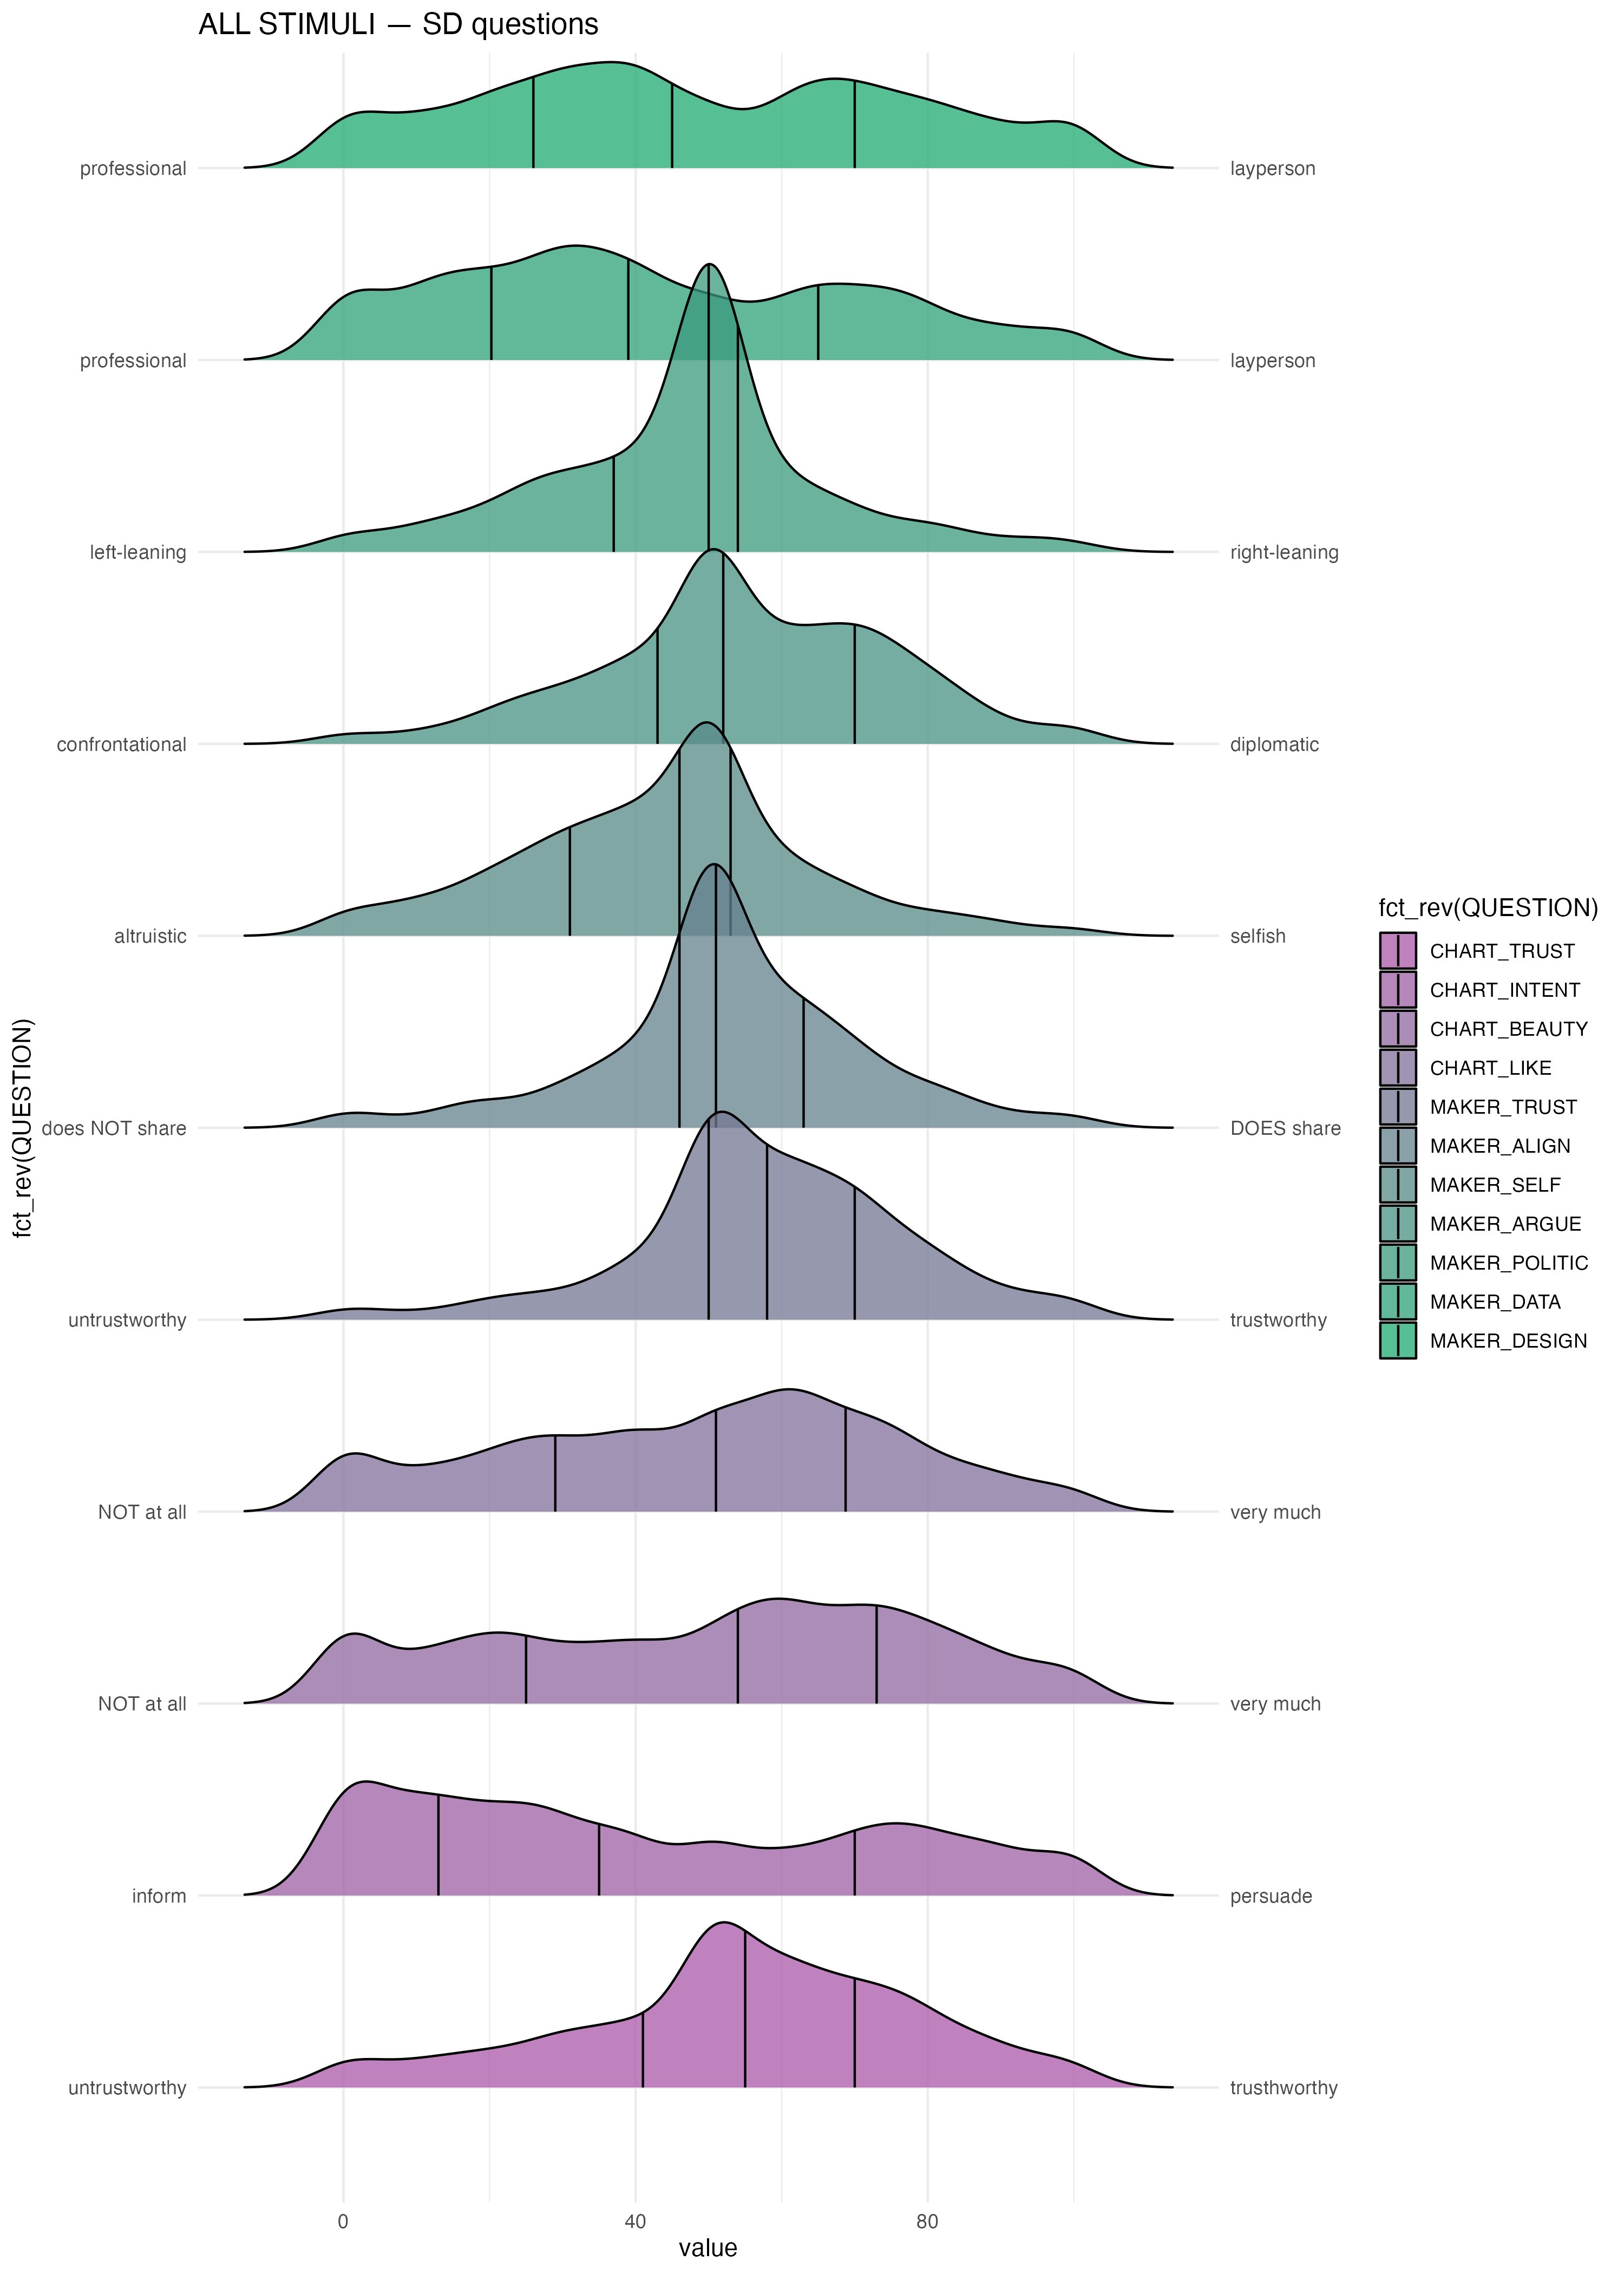 ALL STIMULI — SD questions
professional
layperson
professional
layperson
left-leaning
right-leaning
confrontational
diplomatic
altruistic
selfish
does NOT share
DOES share
untrustworthy
trustworthy
NOT at all
very much
NOT at all
very much
inform
persuade
untrustworthy
trusthworthy
0
40
80
value
fct_rev(QUESTION)
fct_rev(QUESTION)
CHART_TRUST
CHART_INTENT
CHART_BEAUTY
CHART_LIKE
MAKER_TRUST
MAKER_ALIGN
MAKER_SELF
MAKER_ARGUE
MAKER_POLITIC
MAKER_DATA
MAKER_DESIGN